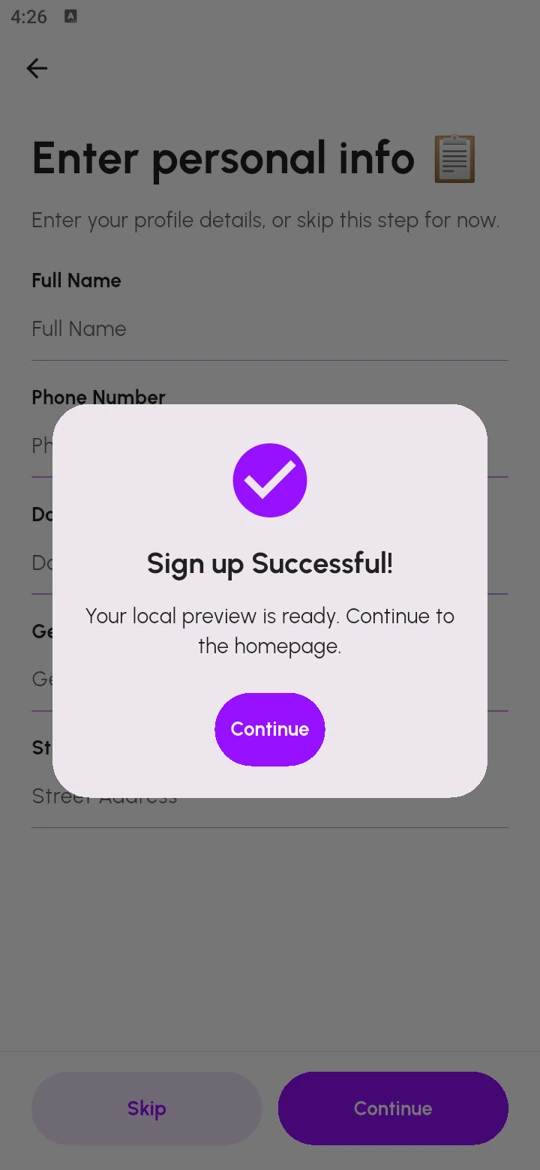 4:26
Enter personal info
Enter your profile details, or skip this step for now.
Full Name
Full Name
Phone Number
Sign up Successful!
Your local preview is ready. Continue to
the homepage.
Continue
Street Address
Skip
Continue